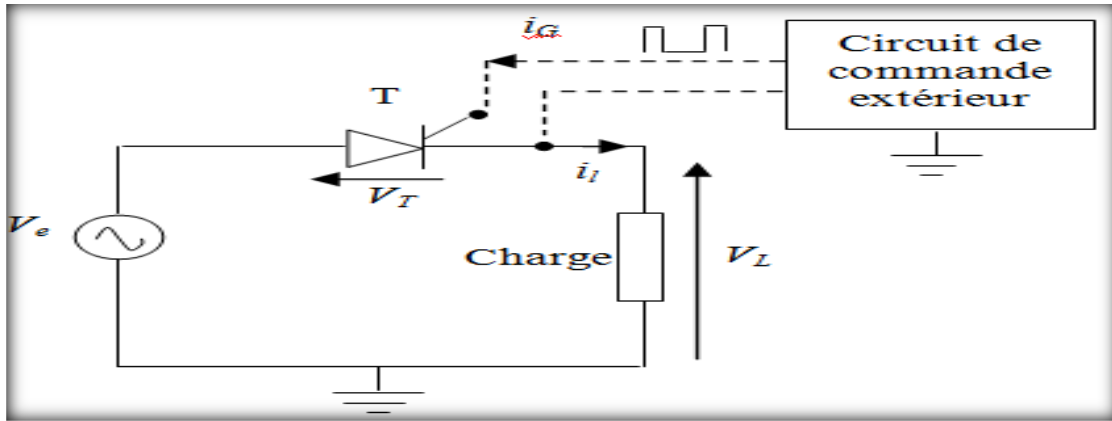 iG
Circuit de
commande
extérieur
T
il
VT
Ve
Charge
VL